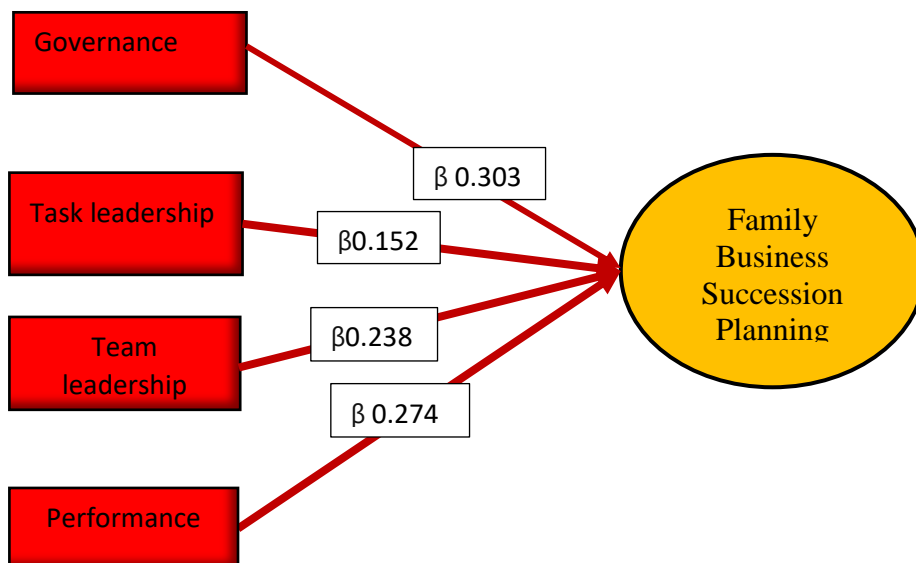 Governance
β 0.303
Task leadership
β0.152
Team
leadership
β0.238
β 0.274
Performance
Family
Business
Succession
Planning